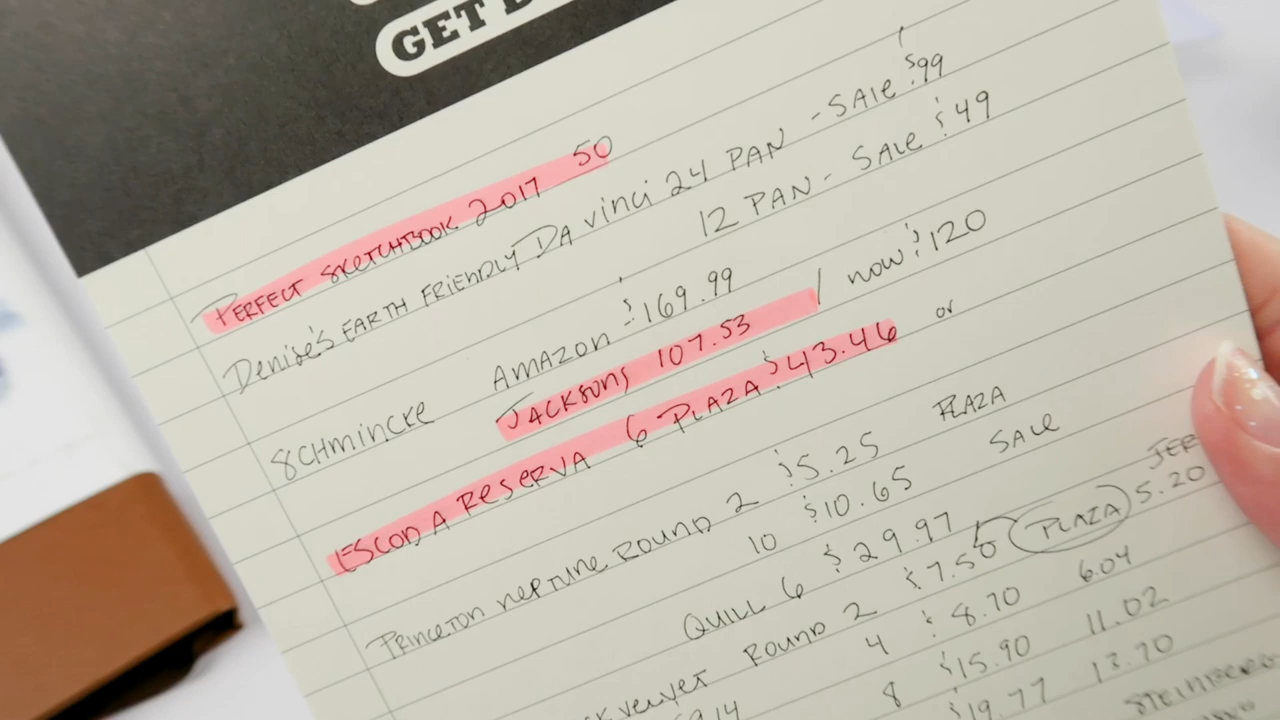 GET
PERFECT SKETCHBOOK 2017 50
Denise's EARTH FRIENDLY DA vinci 24 PAN - SAle $99
12 PAN - SAle $49
SCHMINCKE AMAZON $169.99
JACKSONS 107.53 / now $120
ESCODA Reserva 6 PLAZA $43.46 or
PRINCETON NEPTUNE ROUND 2 $5.25 PLAZA
10 $10.65 SALe
QUILL 6 $29.97
velvet ROUND 2 $7.50 PLAZA 5.20
4 $8.70 6.04
8 $15.90 11.02
$19.77 13.70